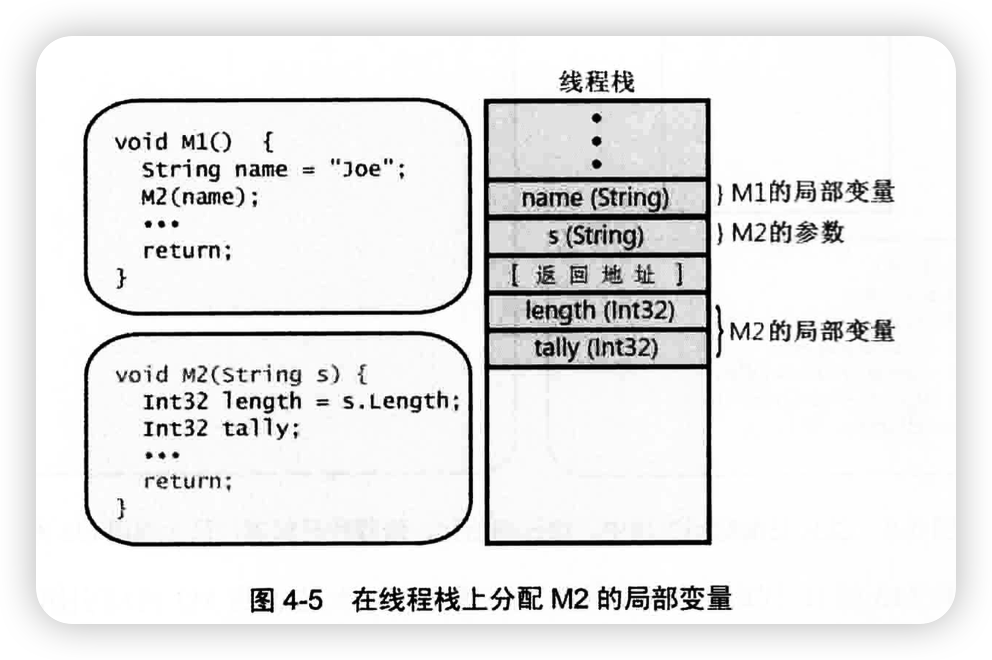 线程栈
void M1()  {
String name = "Joe";
M2(name);
•••
return;
}
void M2(String s) {
Int32 length = s.Length;
Int32 tally;
•••
return;
}
name (String)
} M1的局部变量
s (String)
} M2的参数
[ 返 回 地 址 ]
length (Int32)
tally (Int32)
} M2的局部变量
图 4-5 在线程栈上分配 M2 的局部变量